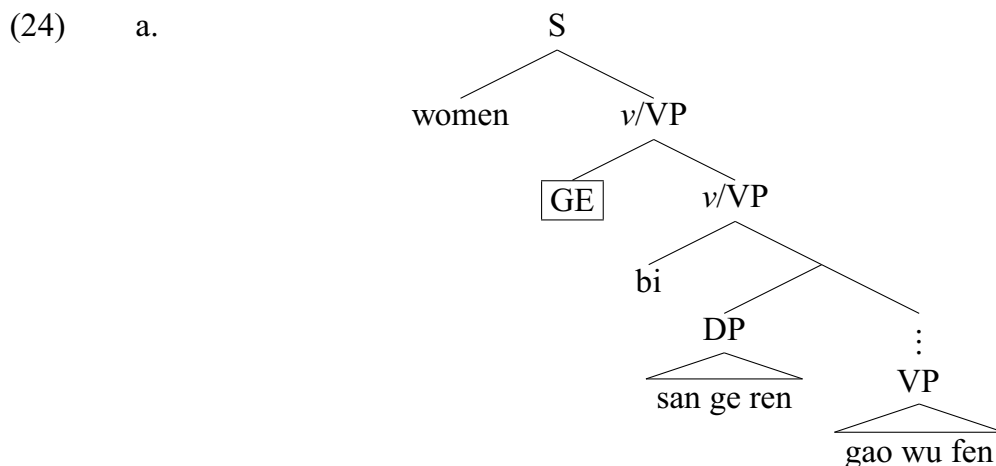 (24) a. S
women v/VP
GE v/VP
bi
DP ⋮
san ge ren VP
gao wu fen